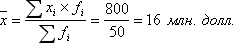 x̄ = ∑ xᵢ × fᵢ / ∑ fᵢ = 800 / 50 = 16 млн. долл.